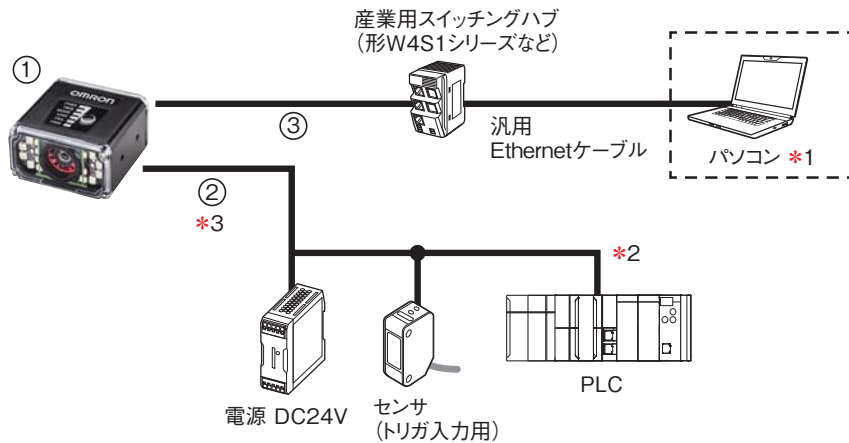 産業用スイッチングハブ
（形W4S1シリーズなど）
①
OMRON
③
汎用
Ethernetケーブル
パソコン *1
②
*3
*2
電源 DC24V
センサ
（トリガ入力用）
PLC